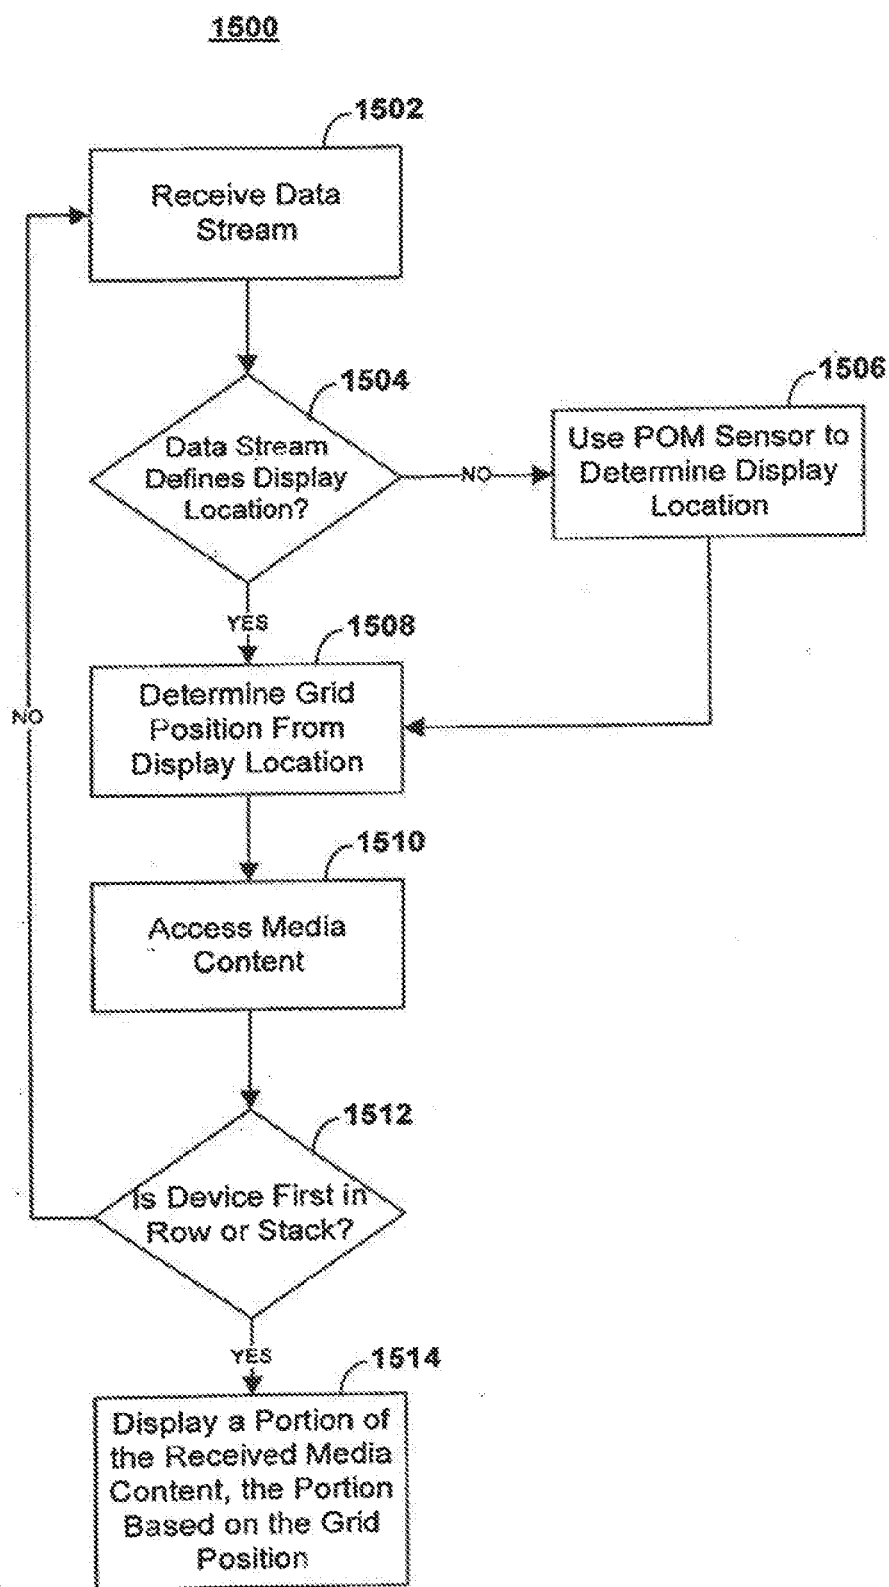 1500
1502
Receive Data
Stream
1504
Data Stream
Defines Display
Location?
NO
1506
Use POM Sensor to
Determine Display
Location
YES
1508
Determine Grid
Position From
Display Location
NO
1510
Access Media
Content
1512
Is Device First in
Row or Stack?
YES
1514
Display a Portion of
the Received Media
Content, the Portion
Based on the Grid
Position